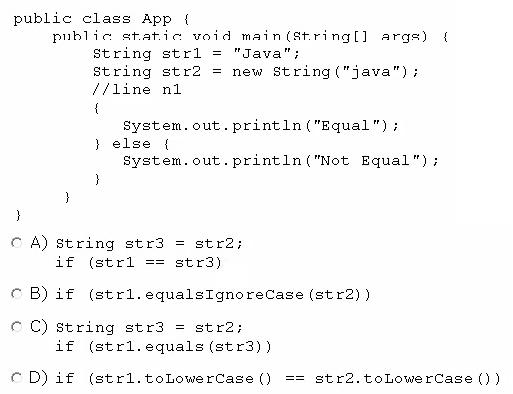 public class App {
public static void main(String[] args) {
String str1 = "Java";
String str2 = new String("java");
//line n1
{
System.out.println("Equal");
} else {
System.out.println("Not Equal");
}
}
}
A) String str3 = str2;
if (str1 == str3)
B) if (str1.equalsIgnoreCase(str2))
C) String str3 = str2;
if (str1.equals(str3))
D) if (str1.toLowerCase() == str2.toLowerCase())